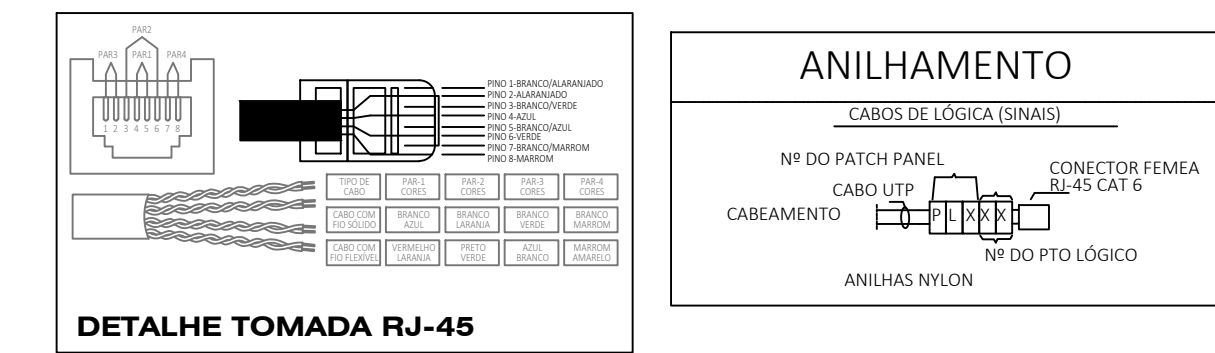 PAR2
PAR3 PAR1 PAR4
1 2 3 4 5 6 7 8
PINO 1-BRANCO/ALARANJADO
PINO 2-ALARANJADO
PINO 3-BRANCO/VERDE
PINO 4-AZUL
PINO 5-BRANCO/AZUL
PINO 6-VERDE
PINO 7-BRANCO/MARROM
PINO 8-MARROM
TIPO DE CABO
PAR-1 CORES
PAR-2 CORES
PAR-3 CORES
PAR-4 CORES
CABO COM FIO SÓLIDO
BRANCO AZUL
BRANCO LARANJA
BRANCO VERDE
BRANCO MARROM
CABO COM FIO FLEXÍVEL
VERMELHO LARANJA
PRETO VERDE
AZUL BRANCO
MARROM AMARELO
DETALHE TOMADA RJ-45
ANILHAMENTO
CABOS DE LÓGICA (SINAIS)
Nº DO PATCH PANEL
CONECTOR FEMEA
RJ-45 CAT 6
CABO UTP
CABEAMENTO
P L X X X
Nº DO PTO LÓGICO
ANILHAS NYLON